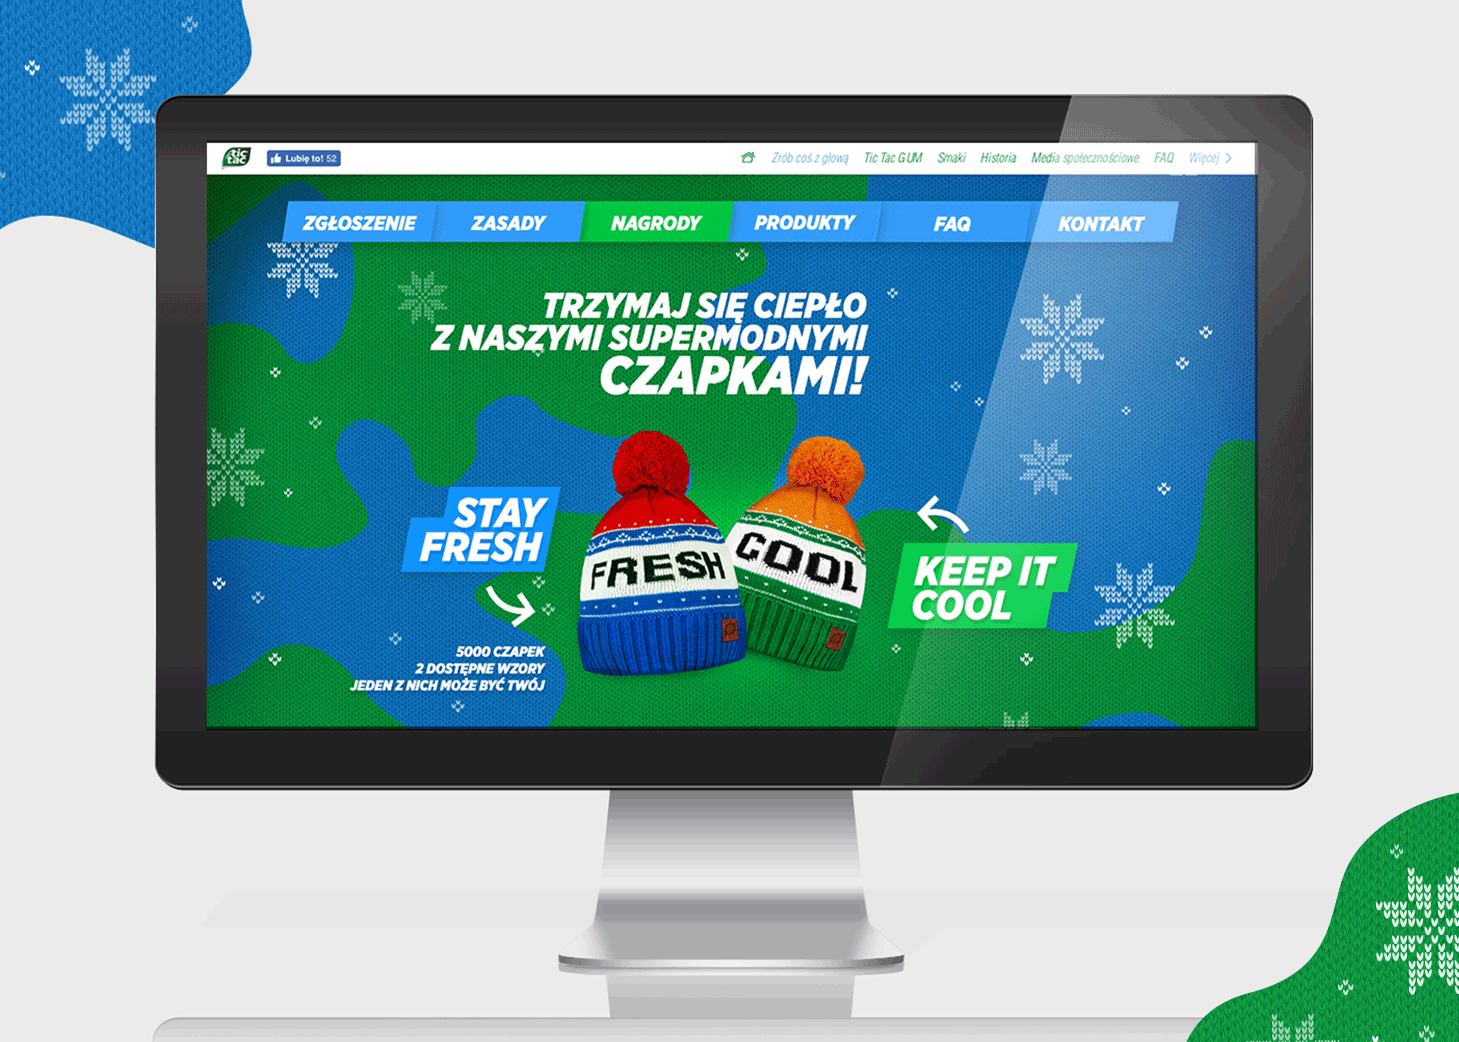 tic
tac
Lubię to! 52
Zrób coś z głową Tic Tac GUM Smaki Historia Media społecznościowe FAQ Więcej
ZGŁOSZENIE ZASADY NAGRODY PRODUKTY FAQ KONTAKT
TRZYMAJ SIĘ CIEPŁO
Z NASZYMI SUPERMODNYMI
CZAPKAMI!
STAY
FRESH
FRESH
COOL
KEEP IT
COOL
5000 CZAPEK
2 DOSTĘPNE WZORY
JEDEN Z NICH MOŻE BYĆ TWÓJ